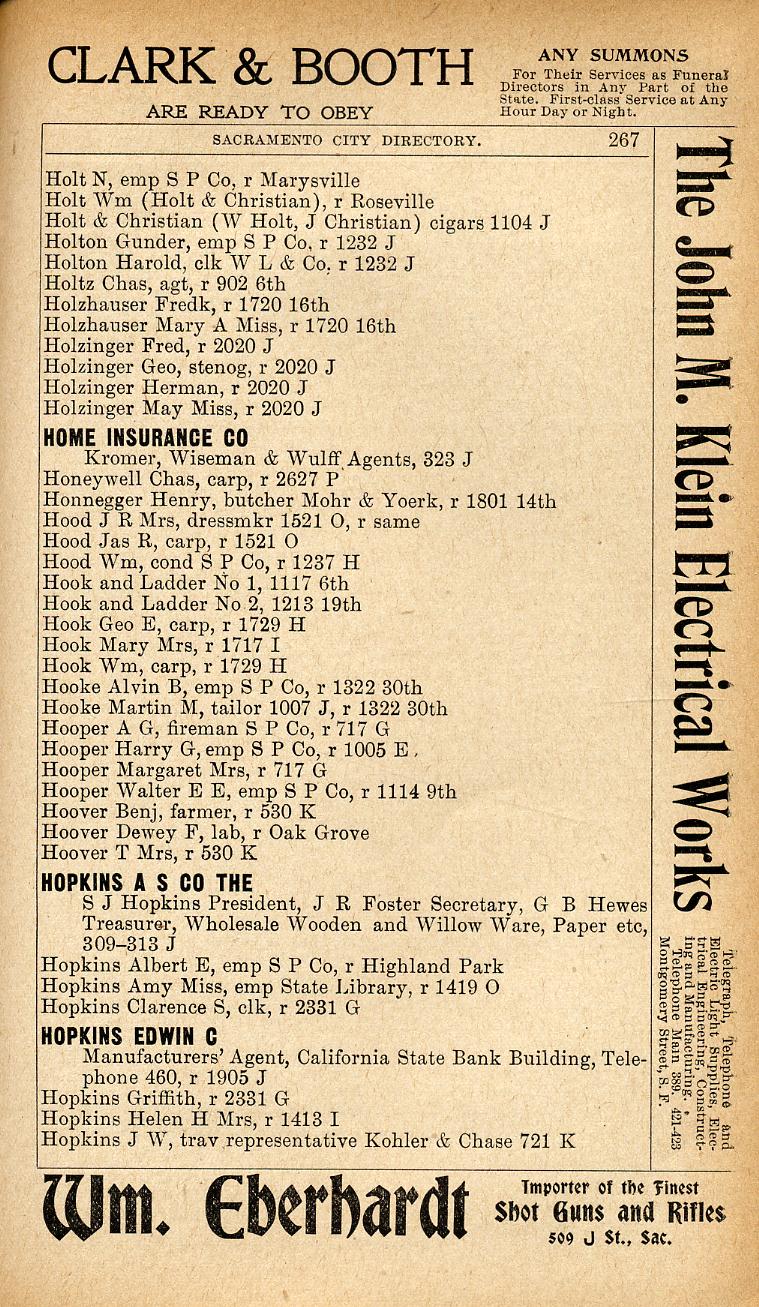 CLARK & BOOTH
ARE READY TO OBEY
ANY SUMMONS
For Their Services as Funeral
Directors in Any Part of the
State. First-class Service at Any
Hour Day or Night.
SACRAMENTO CITY DIRECTORY. 267
Holt N, emp S P Co, r Marysville
Holt Wm (Holt & Christian), r Roseville
Holt & Christian (W Holt, J Christian) cigars 1104 J
Holton Gunder, emp S P Co, r 1232 J
Holton Harold, clk W L & Co, r 1232 J
Holtz Chas, agt, r 902 6th
Holzhauser Fredk, r 1720 16th
Holzhauser Mary A Miss, r 1720 16th
Holzinger Fred, r 2020 J
Holzinger Geo, stenog, r 2020 J
Holzinger Herman, r 2020 J
Holzinger May Miss, r 2020 J
HOME INSURANCE CO
Kromer, Wiseman & Wulff Agents, 323 J
Honeywell Chas, carp, r 2627 P
Honnegger Henry, butcher Mohr & Yoerk, r 1801 14th
Hood J R Mrs, dressmkr 1521 O, r same
Hood Jas R, carp, r 1521 O
Hood Wm, cond S P Co, r 1237 H
Hook and Ladder No 1, 1117 6th
Hook and Ladder No 2, 1213 19th
Hook Geo E, carp, r 1729 H
Hook Mary Mrs, r 1717 I
Hook Wm, carp, r 1729 H
Hooke Alvin B, emp S P Co, r 1322 30th
Hooke Martin M, tailor 1007 J, r 1322 30th
Hooper A G, fireman S P Co, r 717 G
Hooper Harry G, emp S P Co, r 1005 E
Hooper Margaret Mrs, r 717 G
Hooper Walter E E, emp S P Co, r 1114 9th
Hoover Benj, farmer, r 530 K
Hoover Dewey F, lab, r Oak Grove
Hoover T Mrs, r 530 K
HOPKINS A S CO THE
S J Hopkins President, J R Foster Secretary, G B Hewes
Treasurer, Wholesale Wooden and Willow Ware, Paper etc,
309–313 J
Hopkins Albert E, emp S P Co, r Highland Park
Hopkins Amy Miss, emp State Library, r 1419 O
Hopkins Clarence S, clk, r 2331 G
HOPKINS EDWIN C
Manufacturers' Agent, California State Bank Building, Tele-
phone 460, r 1905 J
Hopkins Griffith, r 2331 G
Hopkins Helen H Mrs, r 1413 I
Hopkins J W, trav representative Kohler & Chase 721 K
The John M. Klein Electrical Works
Telegraph, Telephone and
Electric Light Supplies, Elec-
trical Engineering, Construct-
ing and Manufacturing.
Telephone Main 389. 421-423
Montgomery Street, S. F.
Wm. Eberhardt
Importer of the Finest
Shot Guns and Rifles
509 J St., Sac.